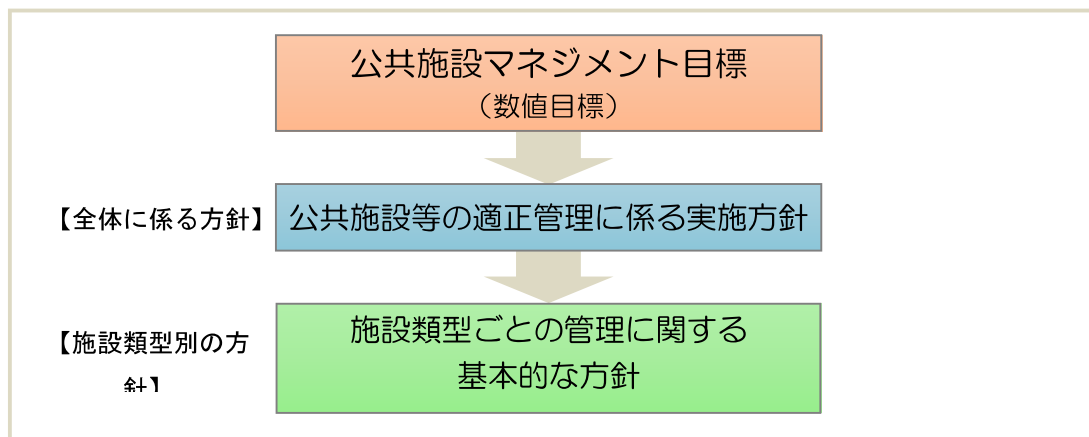 公共施設マネジメント目標
（数値目標）
【全体に係る方針】
公共施設等の適正管理に係る実施方針
【施設類型別の方
針】
施設類型ごとの管理に関する
基本的な方針